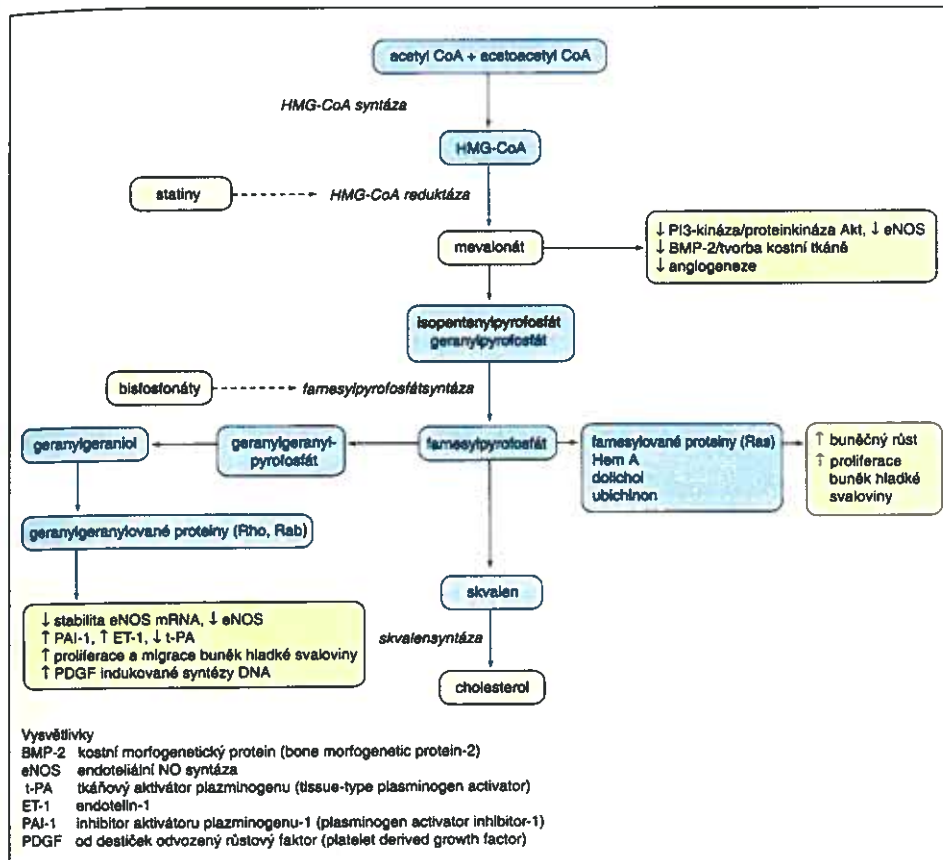 acetyl CoA + acetoacetyl CoA
HMG-CoA syntáza
HMG-CoA
statiny
HMG-CoA reduktáza
mevalonát
↓ PI3-kináza/proteinkináza Akt, ↓ eNOS
↓ BMP-2/tvorba kostní tkáně
↓ angiogeneze
isopentenylpyrofosfát
geranylpyrofosfát
bisfosfonáty
farnesylpyrofosfátsyntáza
geranylgeraniol
geranylgeranyl-
pyrofosfát
farnesylpyrofosfát
farnesylované proteiny (Ras)
Hem A
dolichol
ubichinon
↑ buněčný růst
↑ proliferace
buněk hladké
svaloviny
geranylgeranylované proteiny (Rho, Rab)
↓ stabilita eNOS mRNA, ↓ eNOS
↑ PAI-1, ↑ ET-1, ↓ t-PA
↑ proliferace a migrace buněk hladké svaloviny
↑ PDGF indukované syntézy DNA
skvalen
skvalensyntáza
cholesterol
Vysvětlivky
BMP-2 kostní morfogenetický protein (bone morfogenetic protein-2)
eNOS endoteliální NO syntáza
t-PA tkáňový aktivátor plazminogenu (tissue-type plasminogen activator)
ET-1 endotelin-1
PAI-1 inhibitor aktivátoru plazminogenu-1 (plasminogen activator inhibitor-1)
PDGF od destiček odvozený růstový faktor (platelet derived growth factor)